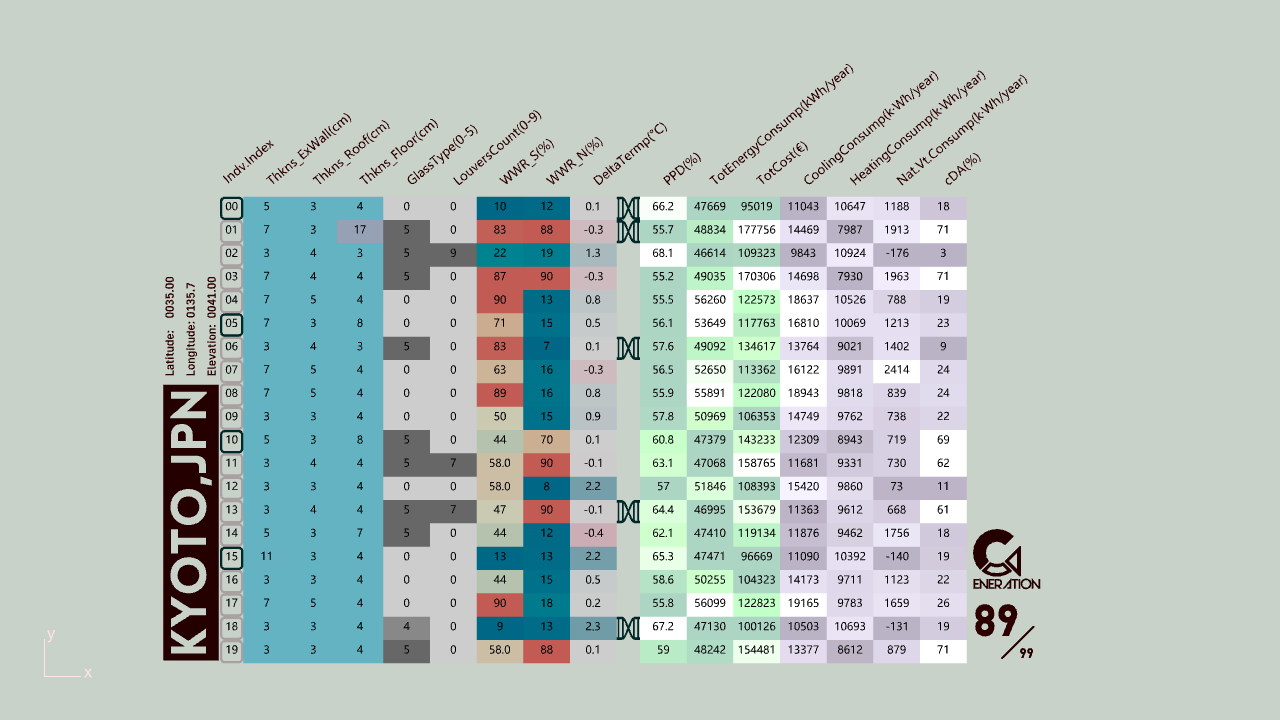 Indv.Index Thkns_ExWall(cm) Thkns_Roof(cm) Thkns_Floor(cm) GlassType(0-5) LouversCount(0-9) WWR_S(%) WWR_N(%) DeltaTermp(°C) PPD(%) TotEnergyConsump(kWh/year) TotCost(€) CoolingConsump(k·Wh/year) HeatingConsump(k·Wh/year) Nat.Vt.Consump(k·Wh/year) cDA(%)
00 5 3 4 0 0 10 12 0.1 66.2 47669 95019 11043 10647 1188 18
01 7 3 17 5 0 83 88 -0.3 55.7 48834 177756 14469 7987 1913 71
02 3 4 3 5 9 22 19 1.3 68.1 46614 109323 9843 10924 -176 3
03 7 4 4 5 0 87 90 -0.3 55.2 49035 170306 14698 7930 1963 71
04 7 5 4 0 0 90 13 0.8 55.5 56260 122573 18637 10526 788 19
05 7 3 8 0 0 71 15 0.5 56.1 53649 117763 16810 10069 1213 23
06 3 4 3 5 0 83 7 0.1 57.6 49092 134617 13764 9021 1402 9
07 7 5 4 0 0 63 16 -0.3 56.5 52650 113362 16122 9891 2414 24
08 7 5 4 0 0 89 16 0.8 55.9 55891 122080 18943 9818 839 24
09 3 3 4 0 0 50 15 0.9 57.8 50969 106353 14749 9762 738 22
10 5 3 8 5 0 44 70 0.1 60.8 47379 143233 12309 8943 719 69
11 3 4 4 5 7 58.0 90 -0.1 63.1 47068 158765 11681 9331 730 62
12 3 3 4 0 0 58.0 8 2.2 57 51846 108393 15420 9860 73 11
13 3 4 4 5 7 47 90 -0.1 64.4 46995 153679 11363 9612 668 61
14 5 3 7 5 0 44 12 -0.4 62.1 47410 119134 11876 9462 1756 18
15 11 3 4 0 0 13 13 2.2 65.3 47471 96669 11090 10392 -140 19
16 3 3 4 0 0 44 15 0.5 58.6 50255 104323 14173 9711 1123 22
17 7 5 4 0 0 90 18 0.2 55.8 56099 122823 19165 9783 1659 26
18 3 3 4 4 0 9 13 2.3 67.2 47130 100126 10503 10693 -131 19
19 3 3 4 5 0 58.0 88 0.1 59 48242 154481 13377 8612 879 71
Latitude: 0035.00
Longitude: 0135.7
Elevation: 0041.00
KYOTO,JPN
GENERATION
89/99
y
x